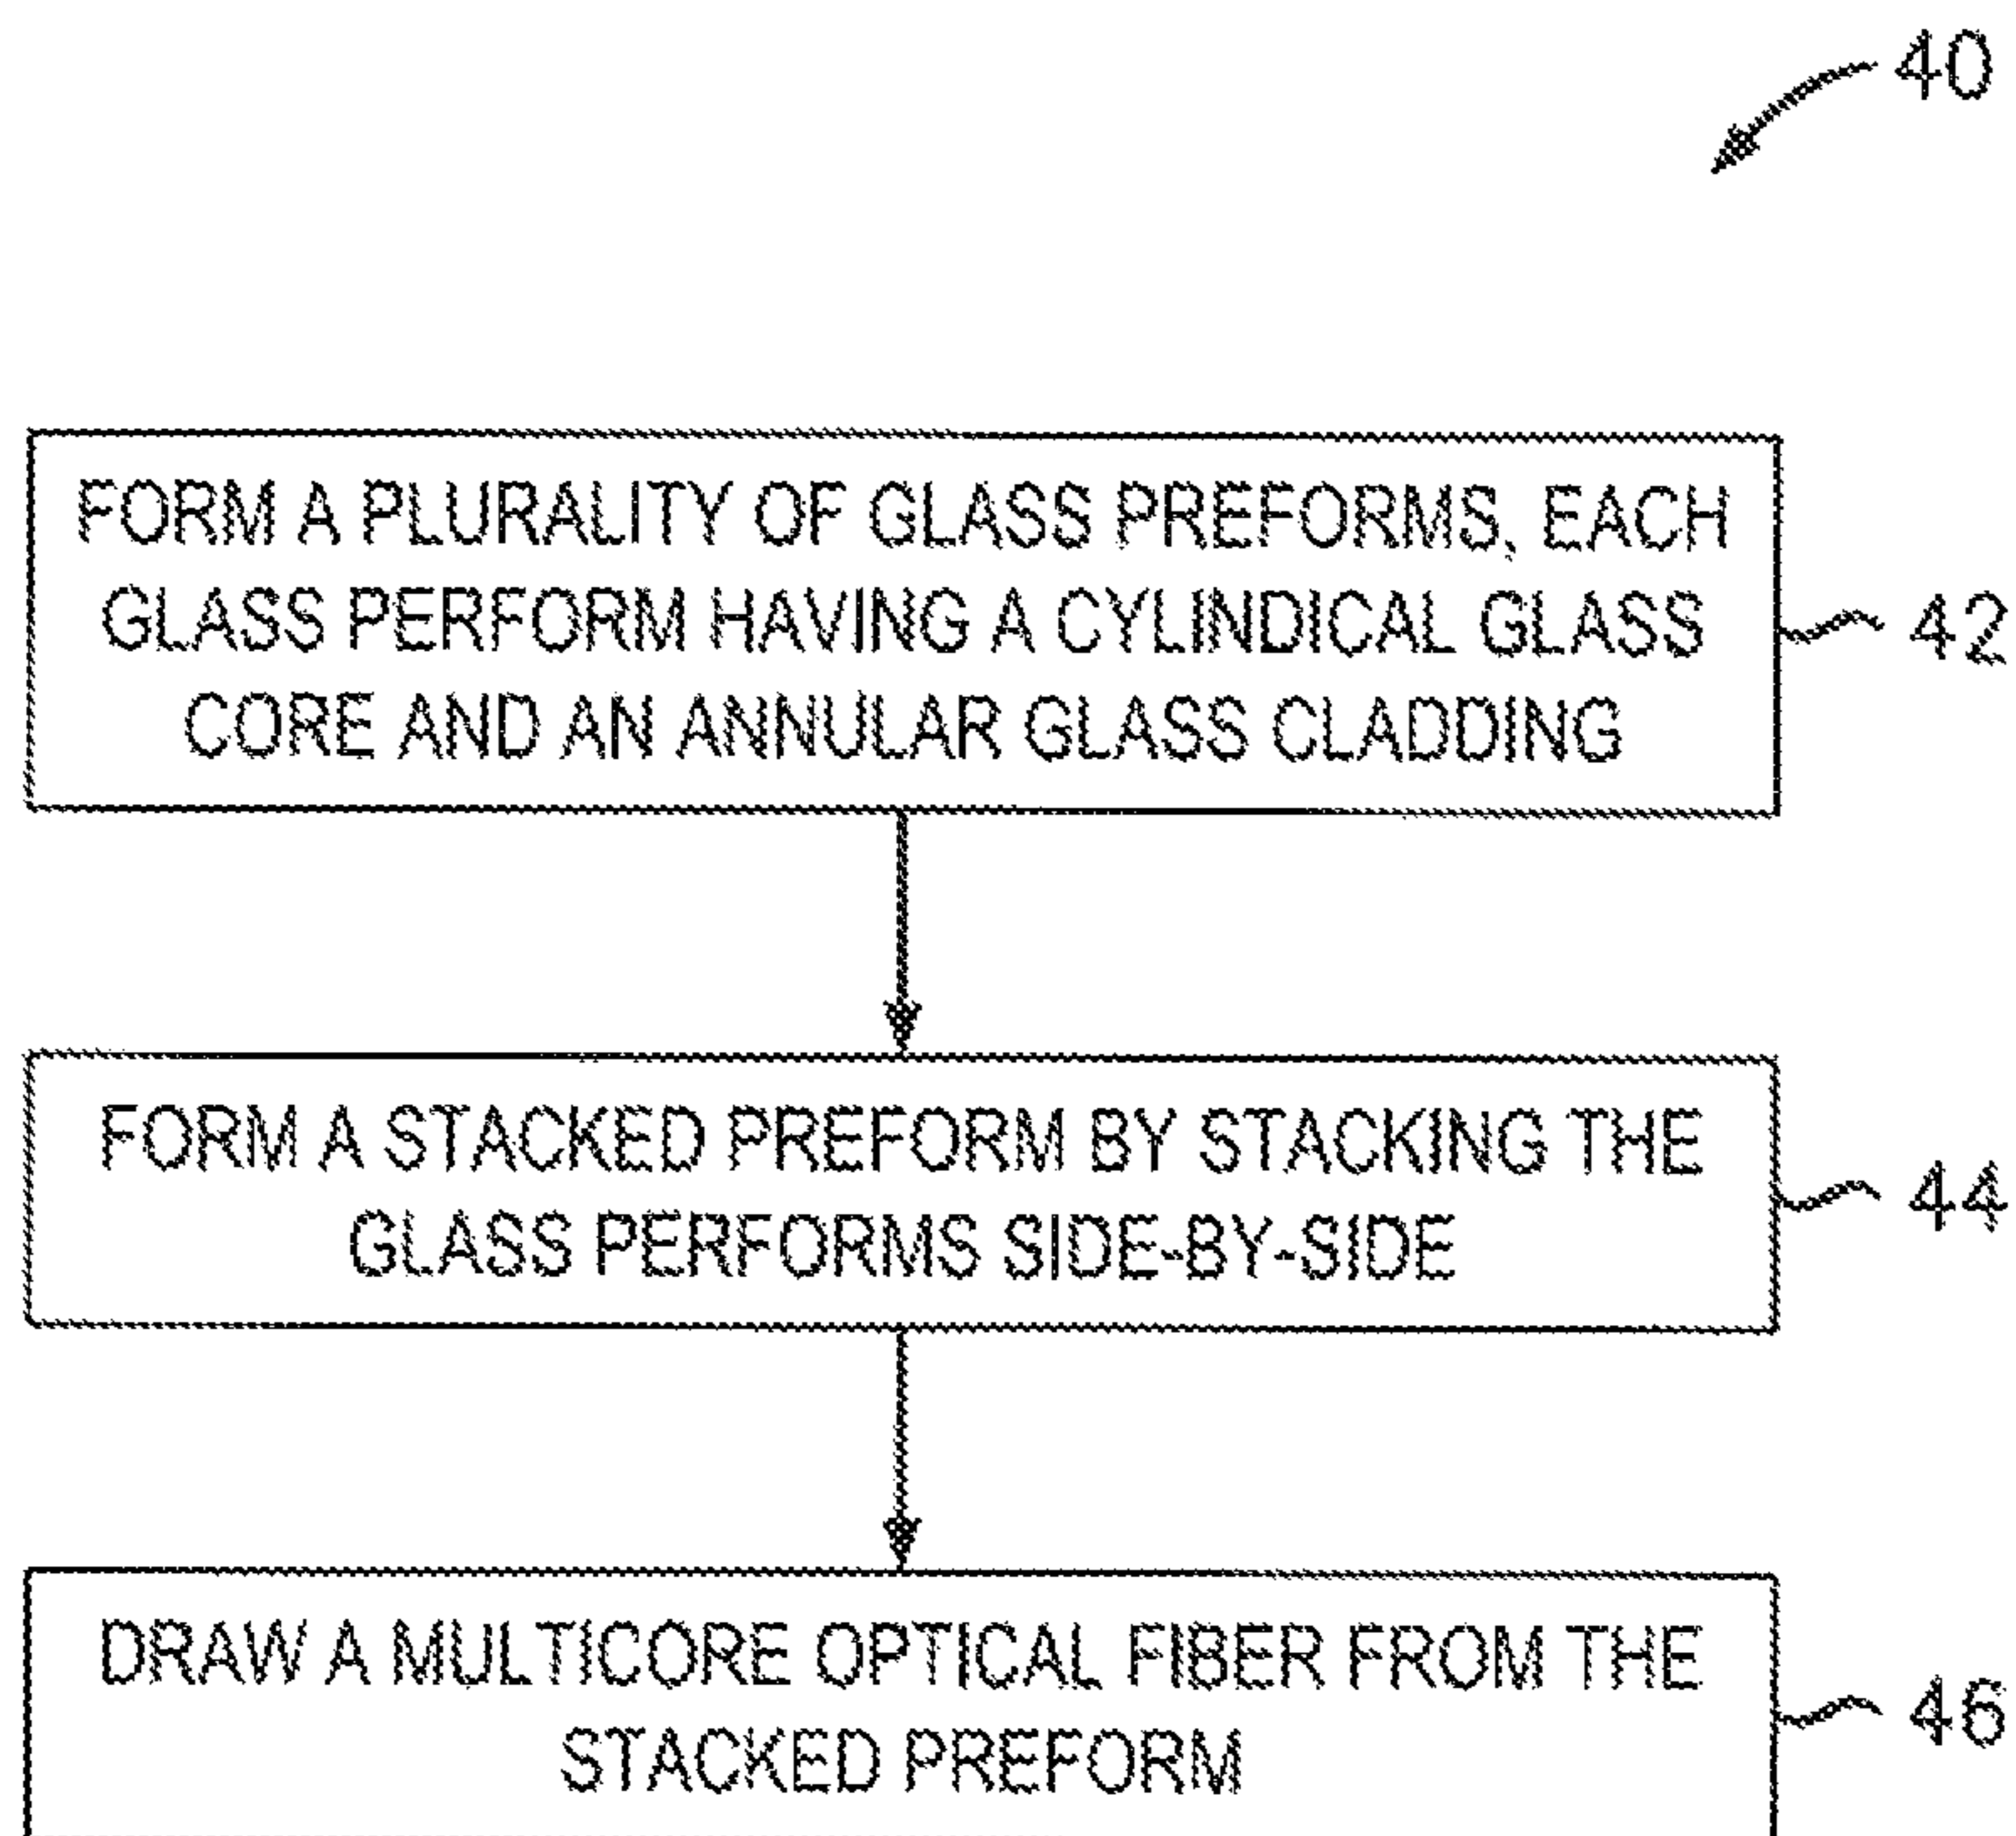 40
FORM A PLURALITY OF GLASS PREFORMS, EACH
GLASS PERFORM HAVING A CYLINDICAL GLASS
CORE AND AN ANNULAR GLASS CLADDING
42
FORM A STACKED PREFORM BY STACKING THE
GLASS PERFORMS SIDE-BY-SIDE
44
DRAW A MULTICORE OPTICAL FIBER FROM THE
STACKED PREFORM
46